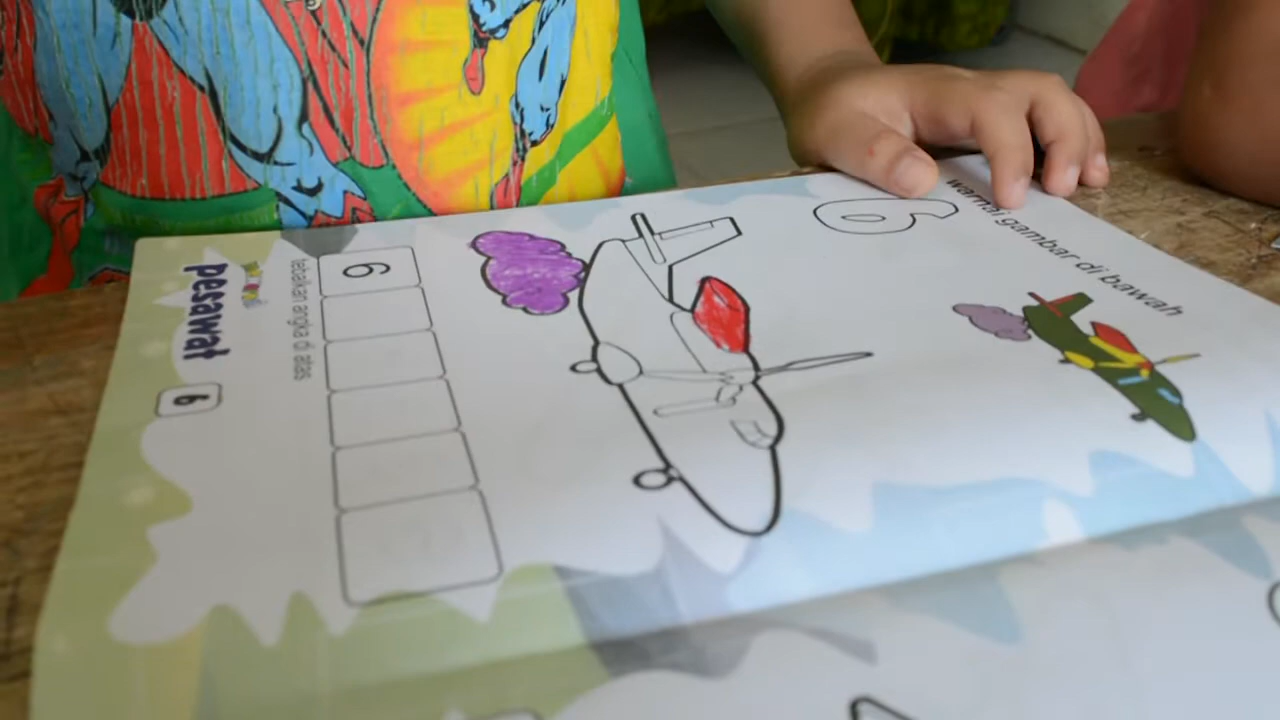 6
warnai gambar di bawah
6
tebalkan angka di atas
pesawat
6